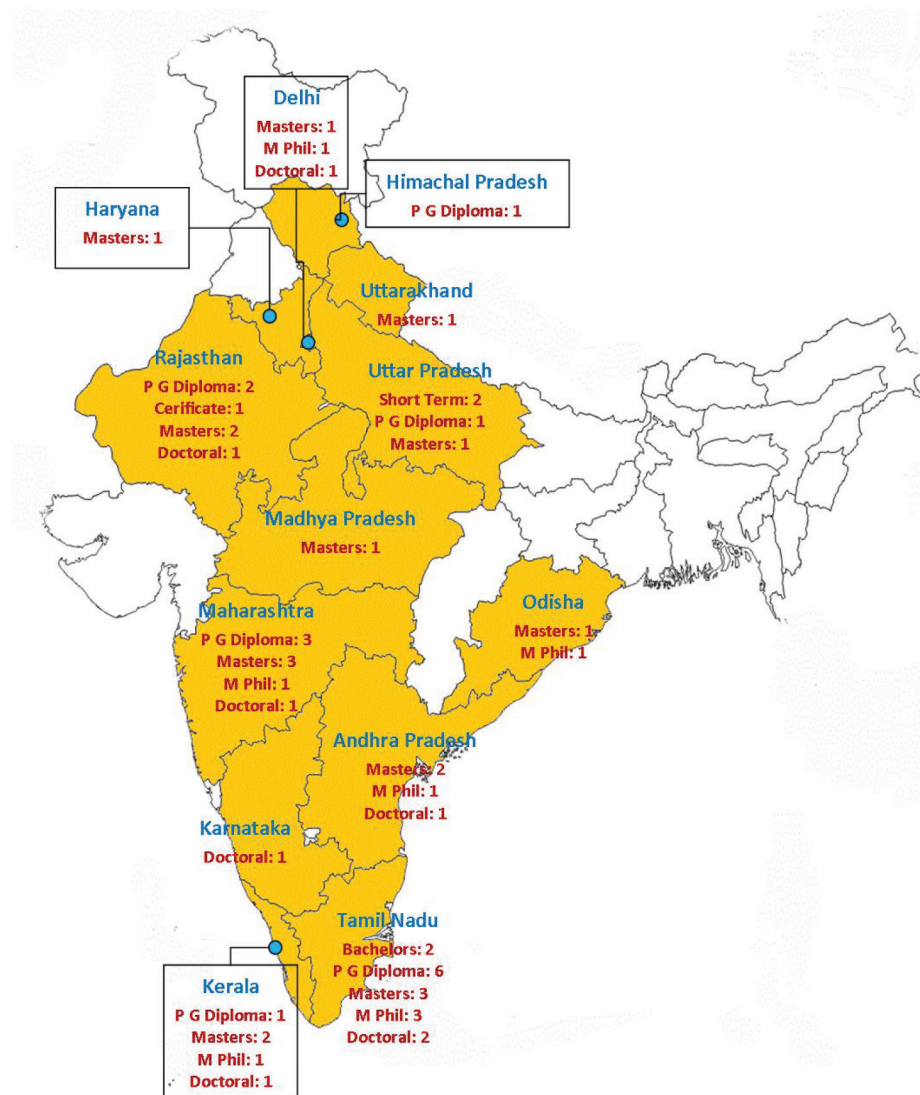 Delhi
Masters: 1
M Phil: 1
Doctoral: 1
Himachal Pradesh
P G Diploma: 1
Haryana
Masters: 1
Uttarakhand
Masters: 1
Rajasthan
P G Diploma: 2
Cerificate: 1
Masters: 2
Doctoral: 1
Uttar Pradesh
Short Term: 2
P G Diploma: 1
Masters: 1
Madhya Pradesh
Masters: 1
Maharashtra
P G Diploma: 3
Masters: 3
M Phil: 1
Doctoral: 1
Odisha
Masters: 1
M Phil: 1
Andhra Pradesh
Masters: 2
M Phil: 1
Doctoral: 1
Karnataka
Doctoral: 1
Tamil Nadu
Bachelors: 2
P G Diploma: 6
Masters: 3
M Phil: 3
Doctoral: 2
Kerala
P G Diploma: 1
Masters: 2
M Phil: 1
Doctoral: 1